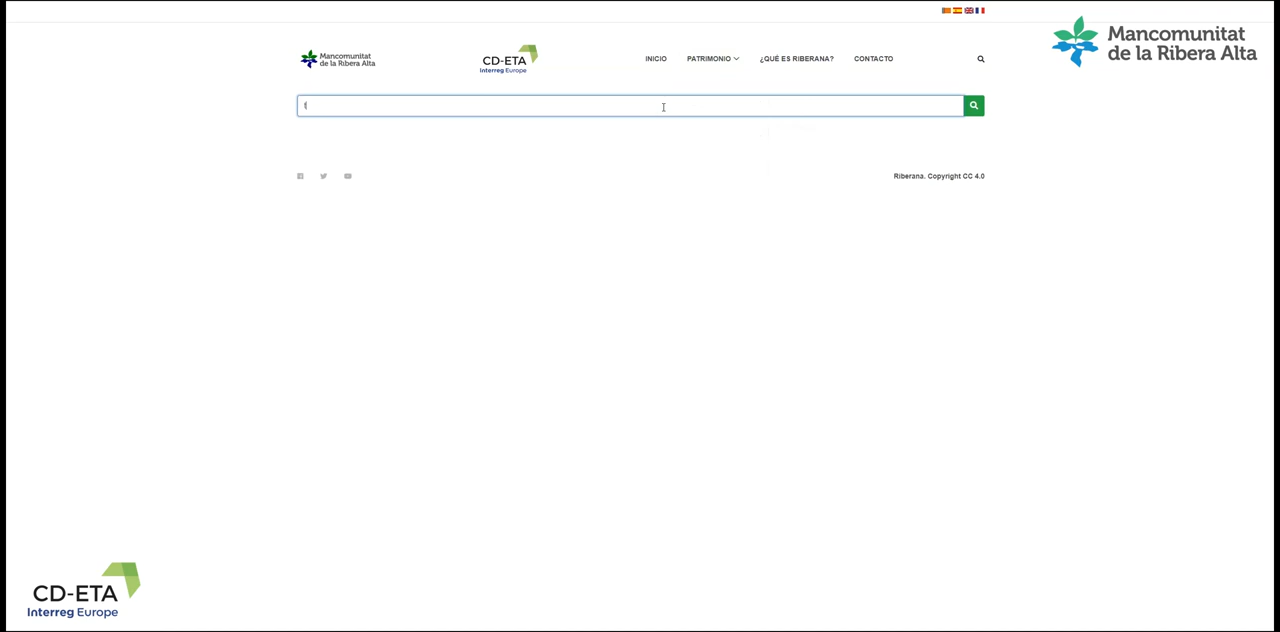 Mancomunitat
de la Ribera Alta
Mancomunitat
de la Ribera Alta
CD-ETA
Interreg Europe
INICIO PATRIMONIO ¿QUÉ ES RIBERANA? CONTACTO
Riberana. Copyright CC 4.0
CD-ETA
Interreg Europe